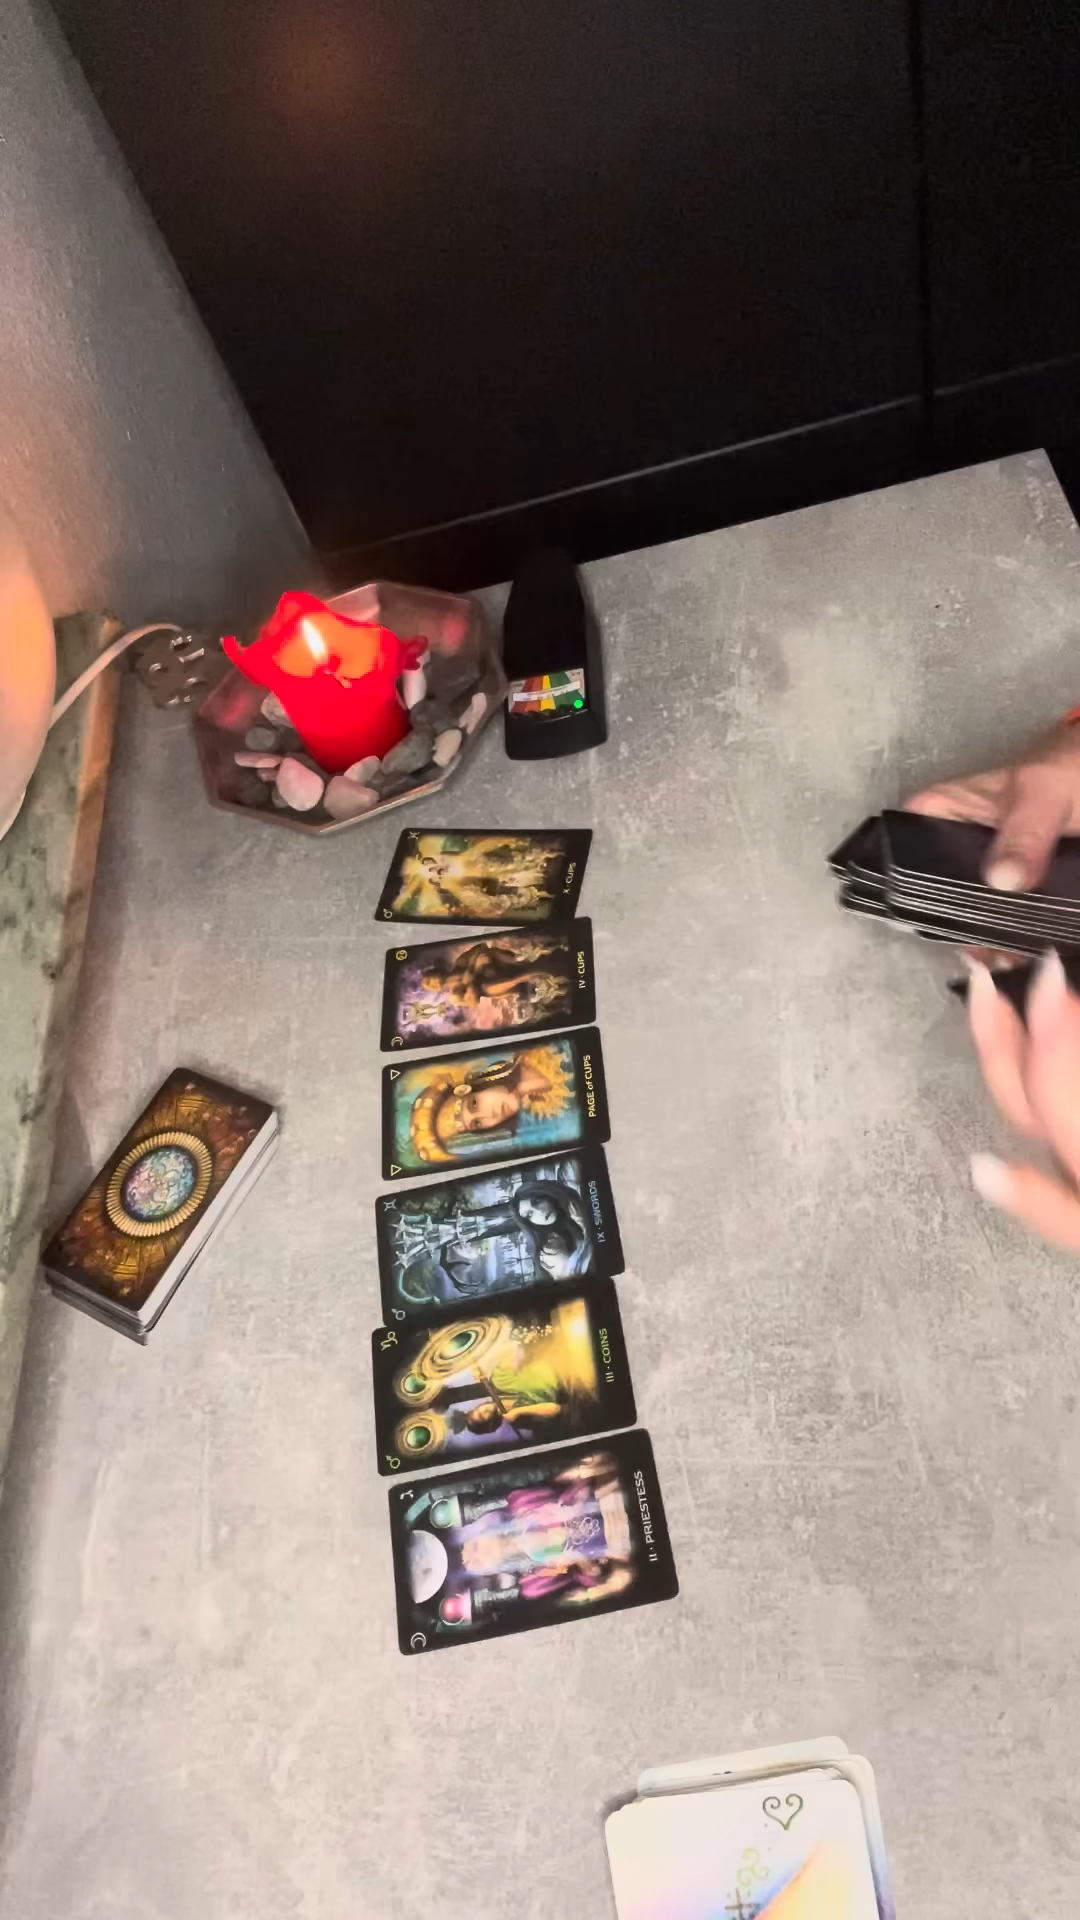 X · CUPS
IV · CUPS
PAGE of CUPS
IX · SWORDS
III · COINS
II · PRIESTESS